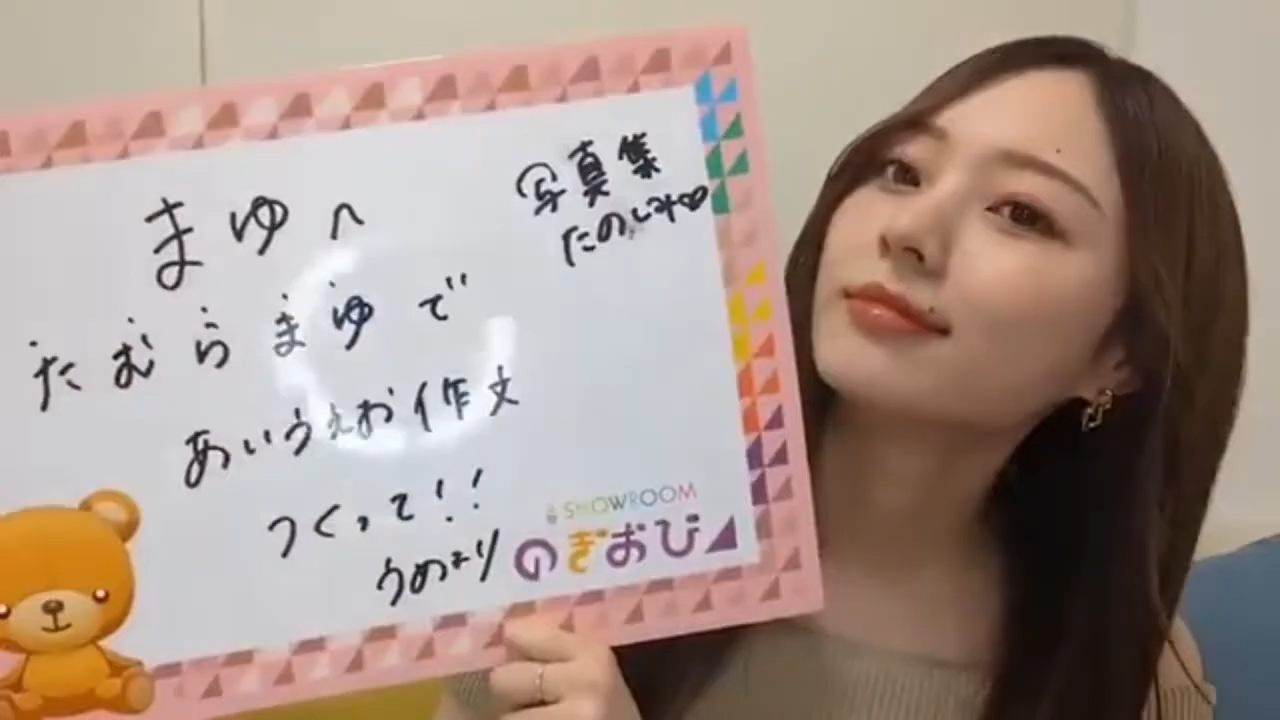 まゆへ
たむらまゆで
あいうえお作文
つくって!!
うめより
写真集
たのしみ♡
SHOWROOM
のぎおび